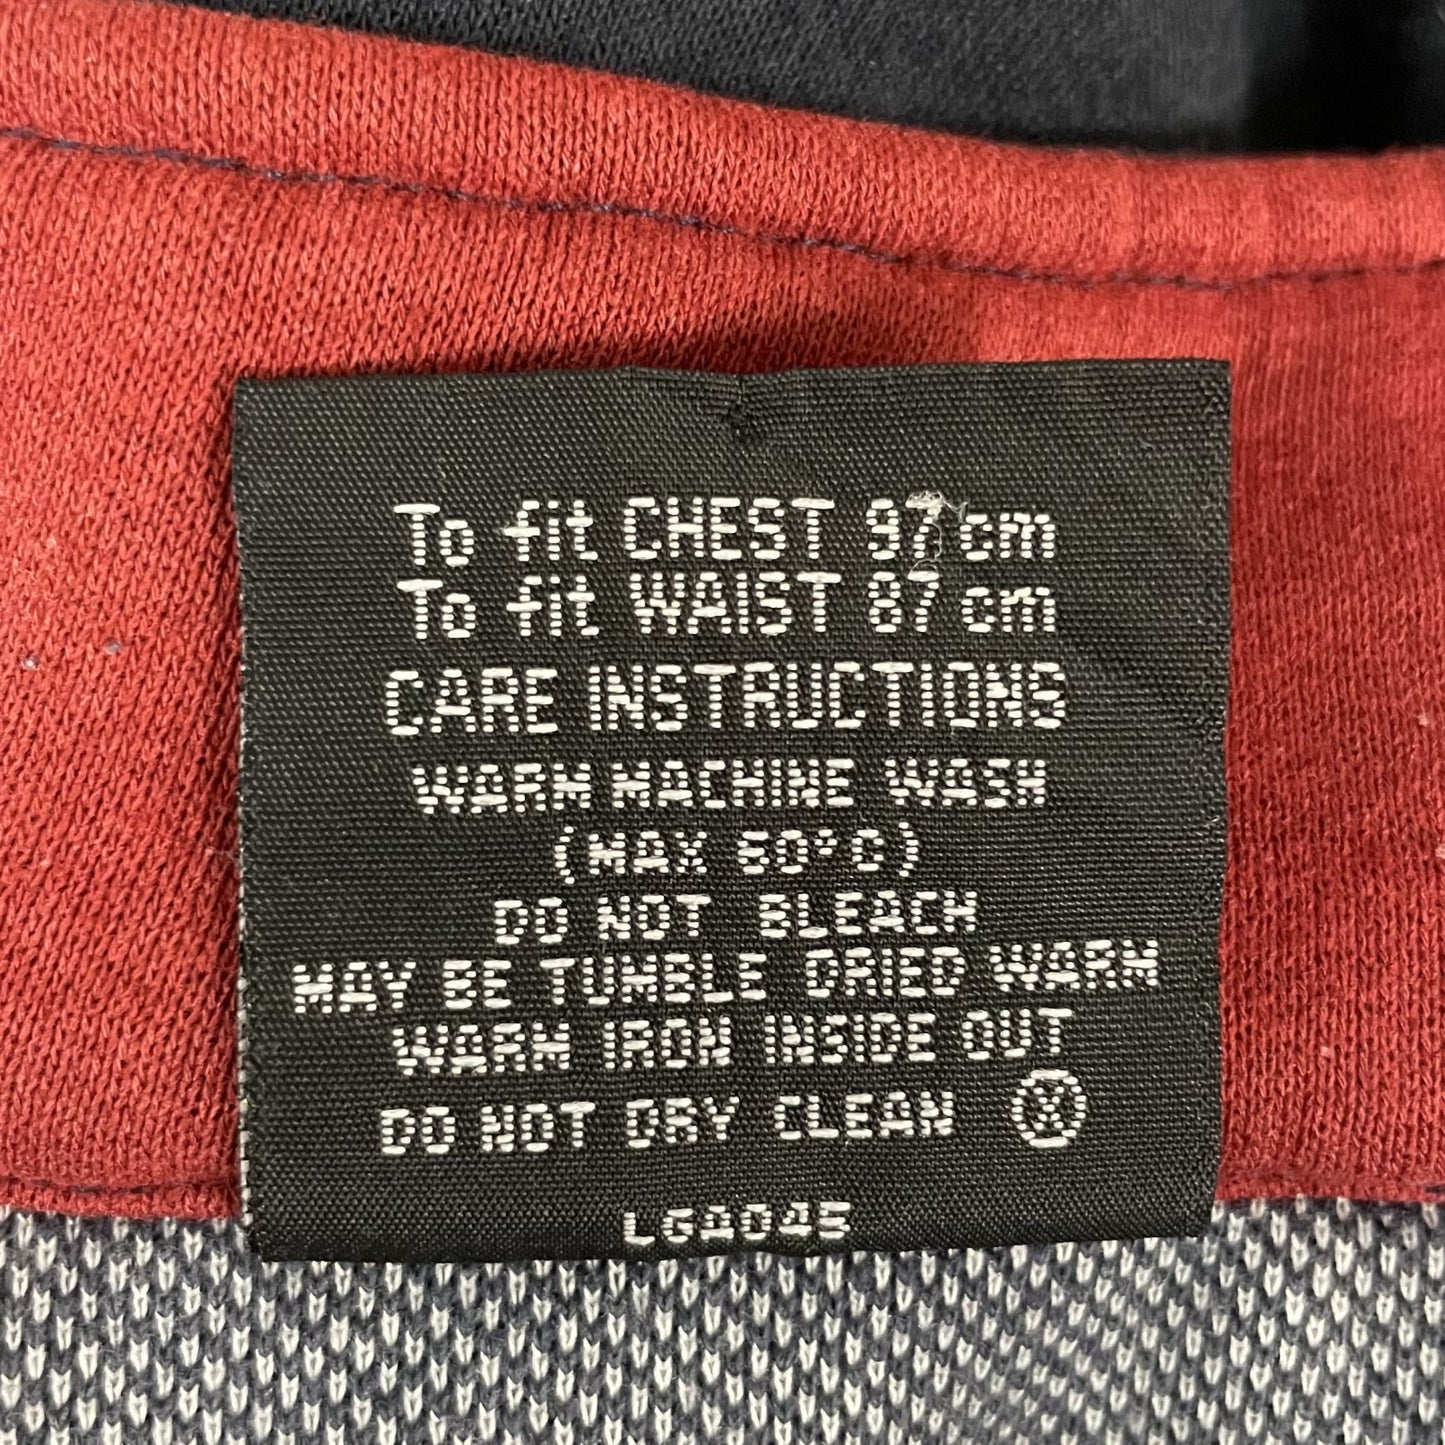 To fit CHEST 97 cm
To fit WAIST 87 cm
CARE INSTRUCTIONS
WARM MACHINE WASH
(MAX 60°C)
DO NOT BLEACH
MAY BE TUMBLE DRIED WARM
WARM IRON INSIDE OUT
DO NOT DRY CLEAN
LGA045